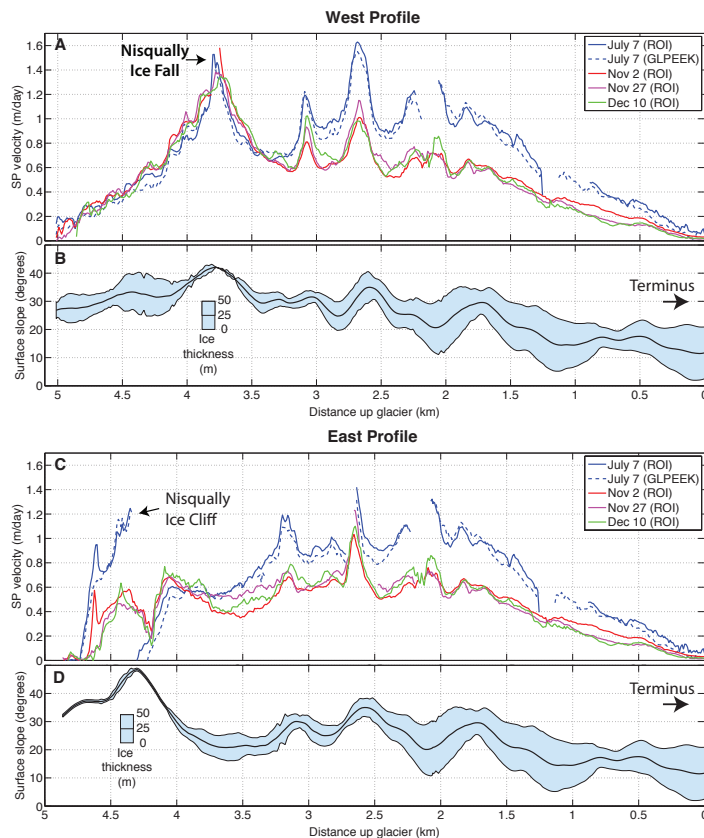 West Profile
A
Nisqually
Ice Fall
July 7 (ROI)
July 7 (GLPEEK)
Nov 2 (ROI)
Nov 27 (ROI)
Dec 10 (ROI)
SP velocity (m/day)
1.6
1.4
1.2
1
0.8
0.6
0.4
0.2
0
B
50
25
0
Ice
thickness
(m)
Terminus
Surface slope (degrees)
40
30
20
10
0
5
4.5
4
3.5
3
2.5
2
1.5
1
0.5
0
Distance up glacier (km)
East Profile
C
Nisqually
Ice Cliff
July 7 (ROI)
July 7 (GLPEEK)
Nov 2 (ROI)
Nov 27 (ROI)
Dec 10 (ROI)
SP velocity (m/day)
1.6
1.4
1.2
1
0.8
0.6
0.4
0.2
0
D
50
25
0
Ice
thickness
(m)
Terminus
Surface slope (degrees)
40
30
20
10
0
5
4.5
4
3.5
3
2.5
2
1.5
1
0.5
0
Distance up glacier (km)